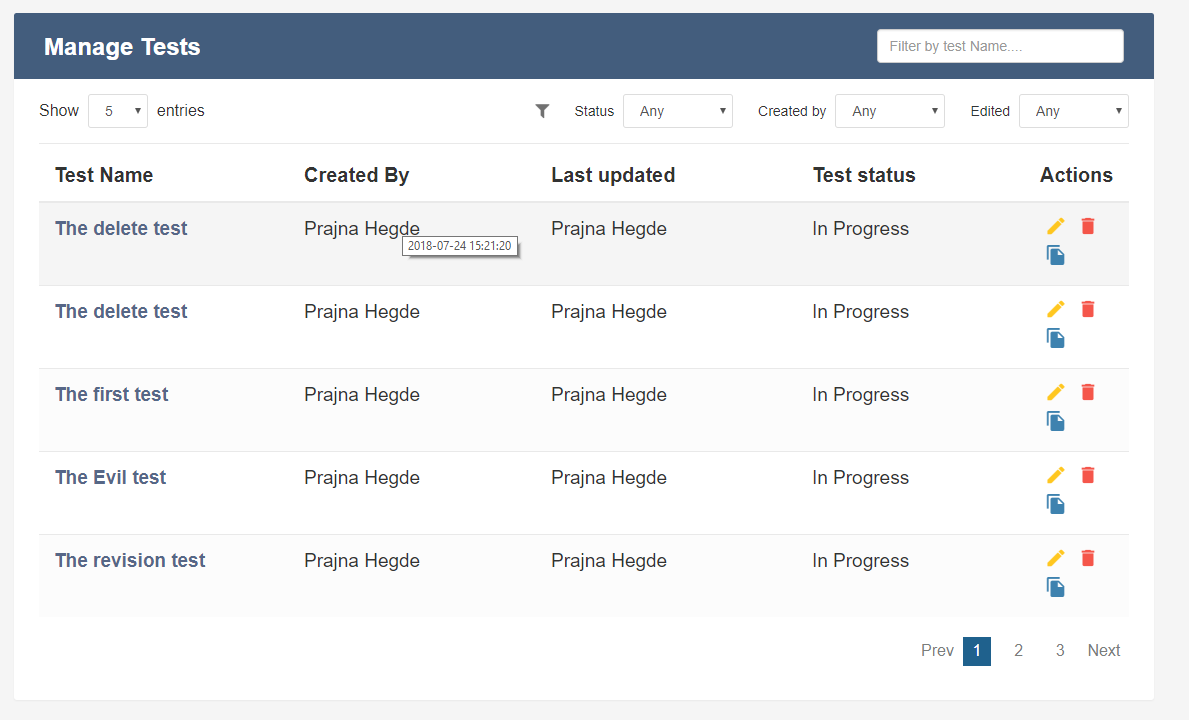 Manage Tests Filter by test Name....
Show 5 entries Status Any Created by Any Edited Any
Test Name Created By Last updated Test status Actions
The delete test Prajna Hegde Prajna Hegde In Progress
2018-07-24 15:21:20
The delete test Prajna Hegde Prajna Hegde In Progress
The first test Prajna Hegde Prajna Hegde In Progress
The Evil test Prajna Hegde Prajna Hegde In Progress
The revision test Prajna Hegde Prajna Hegde In Progress
Prev 1 2 3 Next